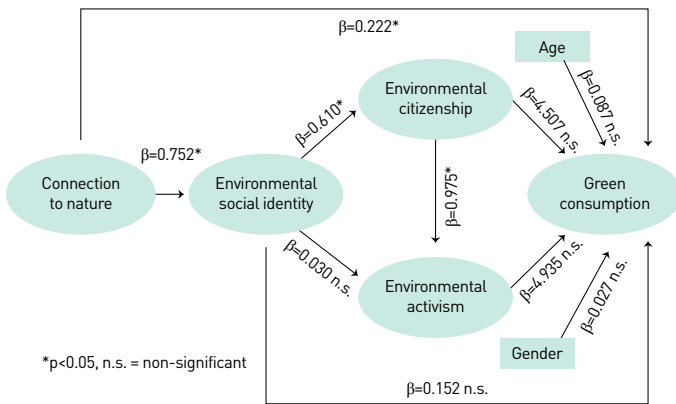 β=0.222*
Age
Environmental
citizenship
β=0.087 n.s.
β=4.507 n.s.
β=0.610*
β=0.752*
Connection
to nature
Environmental
social identity
β=0.975*
Green
consumption
β=0.030 n.s.
Environmental
activism
β=4.935 n.s.
β=0.027 n.s.
Gender
*p<0.05, n.s. = non-significant
β=0.152 n.s.